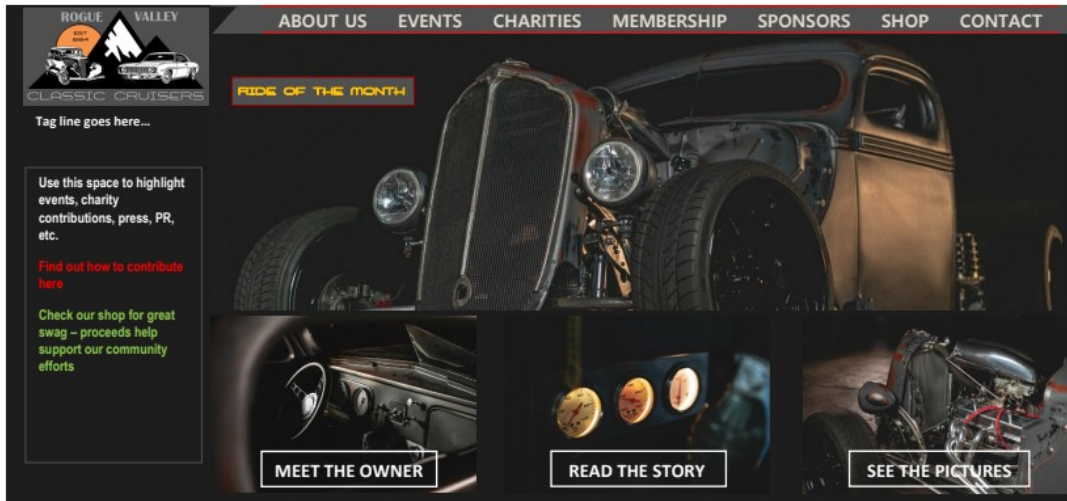 ROGUE VALLEY
EST
1984
CLASSIC CRUISERS
Tag line goes here...
ABOUT US EVENTS CHARITIES MEMBERSHIP SPONSORS SHOP CONTACT
RIDE OF THE MONTH
Use this space to highlight
events, charity
contributions, press, PR,
etc.
Find out how to contribute
here
Check our shop for great
swag – proceeds help
support our community
efforts
MEET THE OWNER
READ THE STORY
SEE THE PICTURES